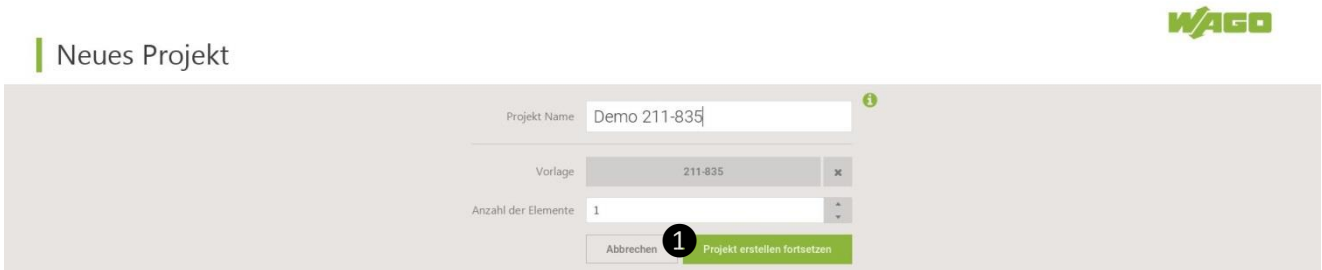 WAGO
Neues Projekt
Projekt Name Demo 211-835
Vorlage 211-835
Anzahl der Elemente 1
Abbrechen 1 Projekt erstellen fortsetzen